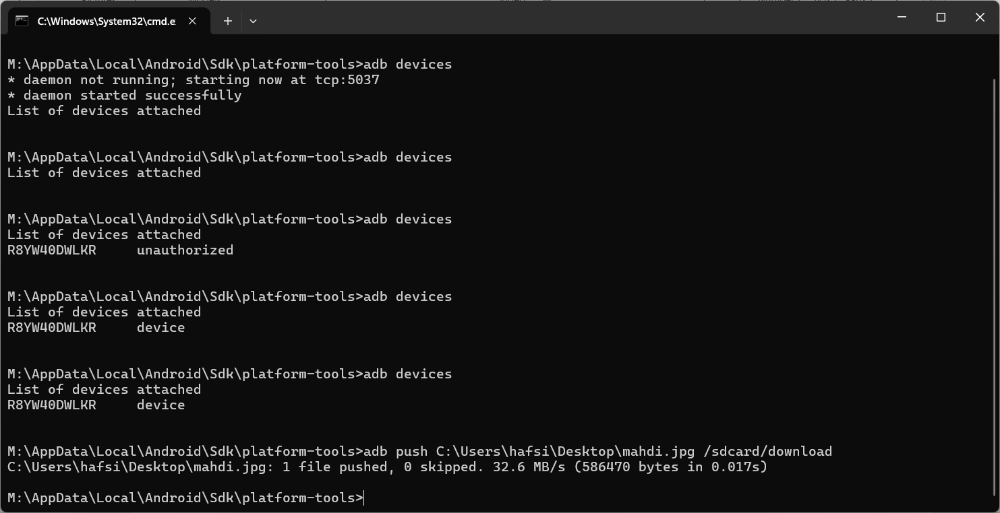 C:\Windows\System32\cmd.e
M:\AppData\Local\Android\Sdk\platform-tools>adb devices
* daemon not running; starting now at tcp:5037
* daemon started successfully
List of devices attached
M:\AppData\Local\Android\Sdk\platform-tools>adb devices
List of devices attached
M:\AppData\Local\Android\Sdk\platform-tools>adb devices
List of devices attached
R8YW40DWLKR     unauthorized
M:\AppData\Local\Android\Sdk\platform-tools>adb devices
List of devices attached
R8YW40DWLKR     device
M:\AppData\Local\Android\Sdk\platform-tools>adb devices
List of devices attached
R8YW40DWLKR     device
M:\AppData\Local\Android\Sdk\platform-tools>adb push C:\Users\hafsi\Desktop\mahdi.jpg /sdcard/download
C:\Users\hafsi\Desktop\mahdi.jpg: 1 file pushed, 0 skipped. 32.6 MB/s (586470 bytes in 0.017s)
M:\AppData\Local\Android\Sdk\platform-tools>